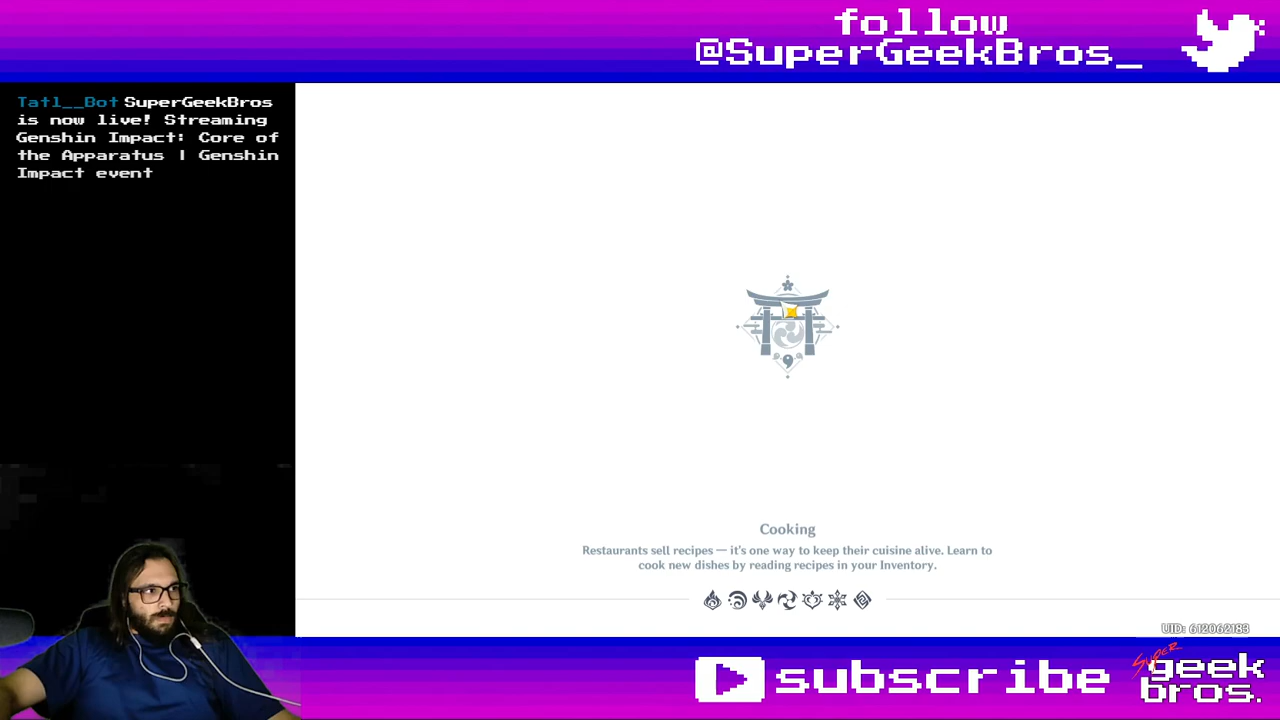 follow
@SuperGeekBros_
Tatl__Bot SuperGeekBros
is now live! Streaming
Genshin Impact: Core of
the Apparatus | Genshin
Impact event
Cooking
Restaurants sell recipes — it's one way to keep their cuisine alive. Learn to
cook new dishes by reading recipes in your Inventory.
UID: 612062183
subscribe
SUPER
geek
bros.